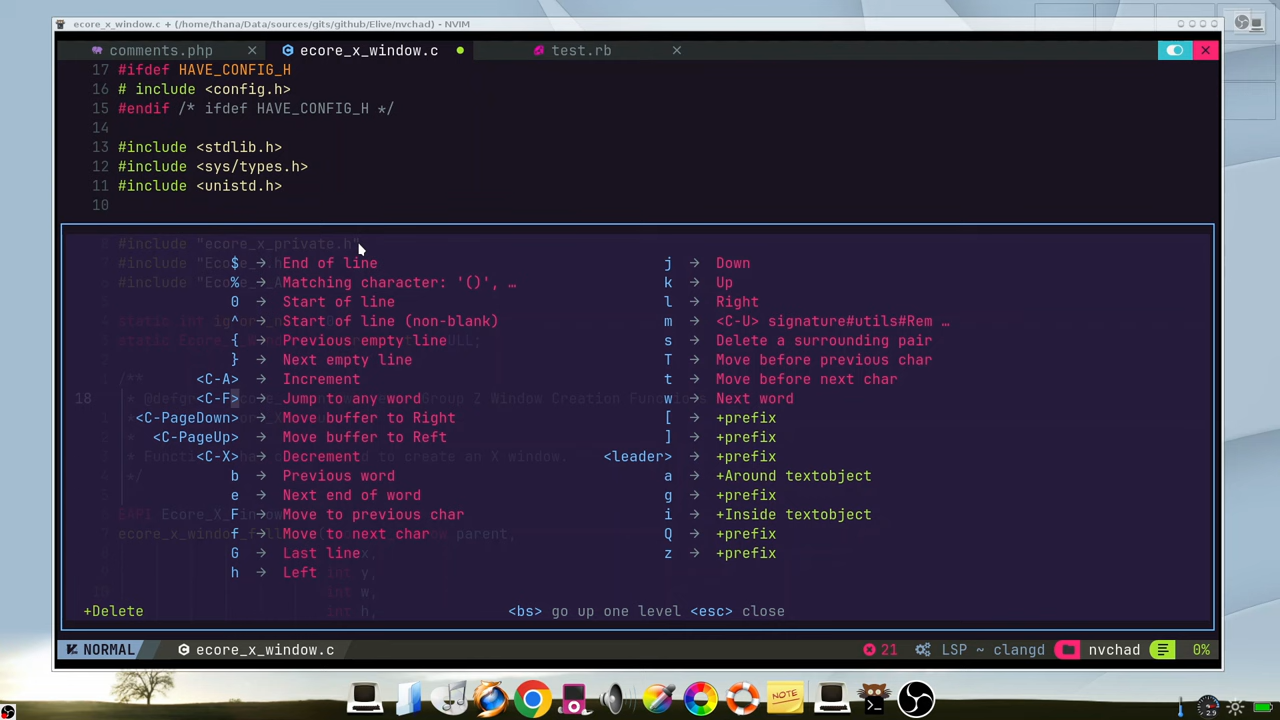 ecore_x_window.c + (/home/thana/Data/sources/gits/github/Elive/nvchad) - NVIM
comments.php
ecore_x_window.c
test.rb
17 #ifdef HAVE_CONFIG_H
16 # include <config.h>
15 #endif /* ifdef HAVE_CONFIG_H */
14
13 #include <stdlib.h>
12 #include <sys/types.h>
11 #include <unistd.h>
10
#include "ecore_x_private.h"
$ → End of line
% → Matching character: '()', …
0 → Start of line
^ → Start of line (non-blank)
{ → Previous empty line
} → Next empty line
<C-A> → Increment
18 <C-F> → Jump to any word
<C-PageDown> → Move buffer to Right
<C-PageUp> → Move buffer to Reft
<C-X> → Decrement
b → Previous word
e → Next end of word
F → Move to previous char
f → Move to next char
G → Last line
h → Left
j → Down
k → Up
l → Right
m → <C-U> signature#utils#Rem …
s → Delete a surrounding pair
T → Move before previous char
t → Move before next char
w → Next word
[ → +prefix
] → +prefix
<leader> → +prefix
a → +Around textobject
g → +prefix
i → +Inside textobject
Q → +prefix
z → +prefix
+Delete
<bs> go up one level <esc> close
NORMAL
ecore_x_window.c
21
LSP ~ clangd
nvchad
0%
NOTE
2.9